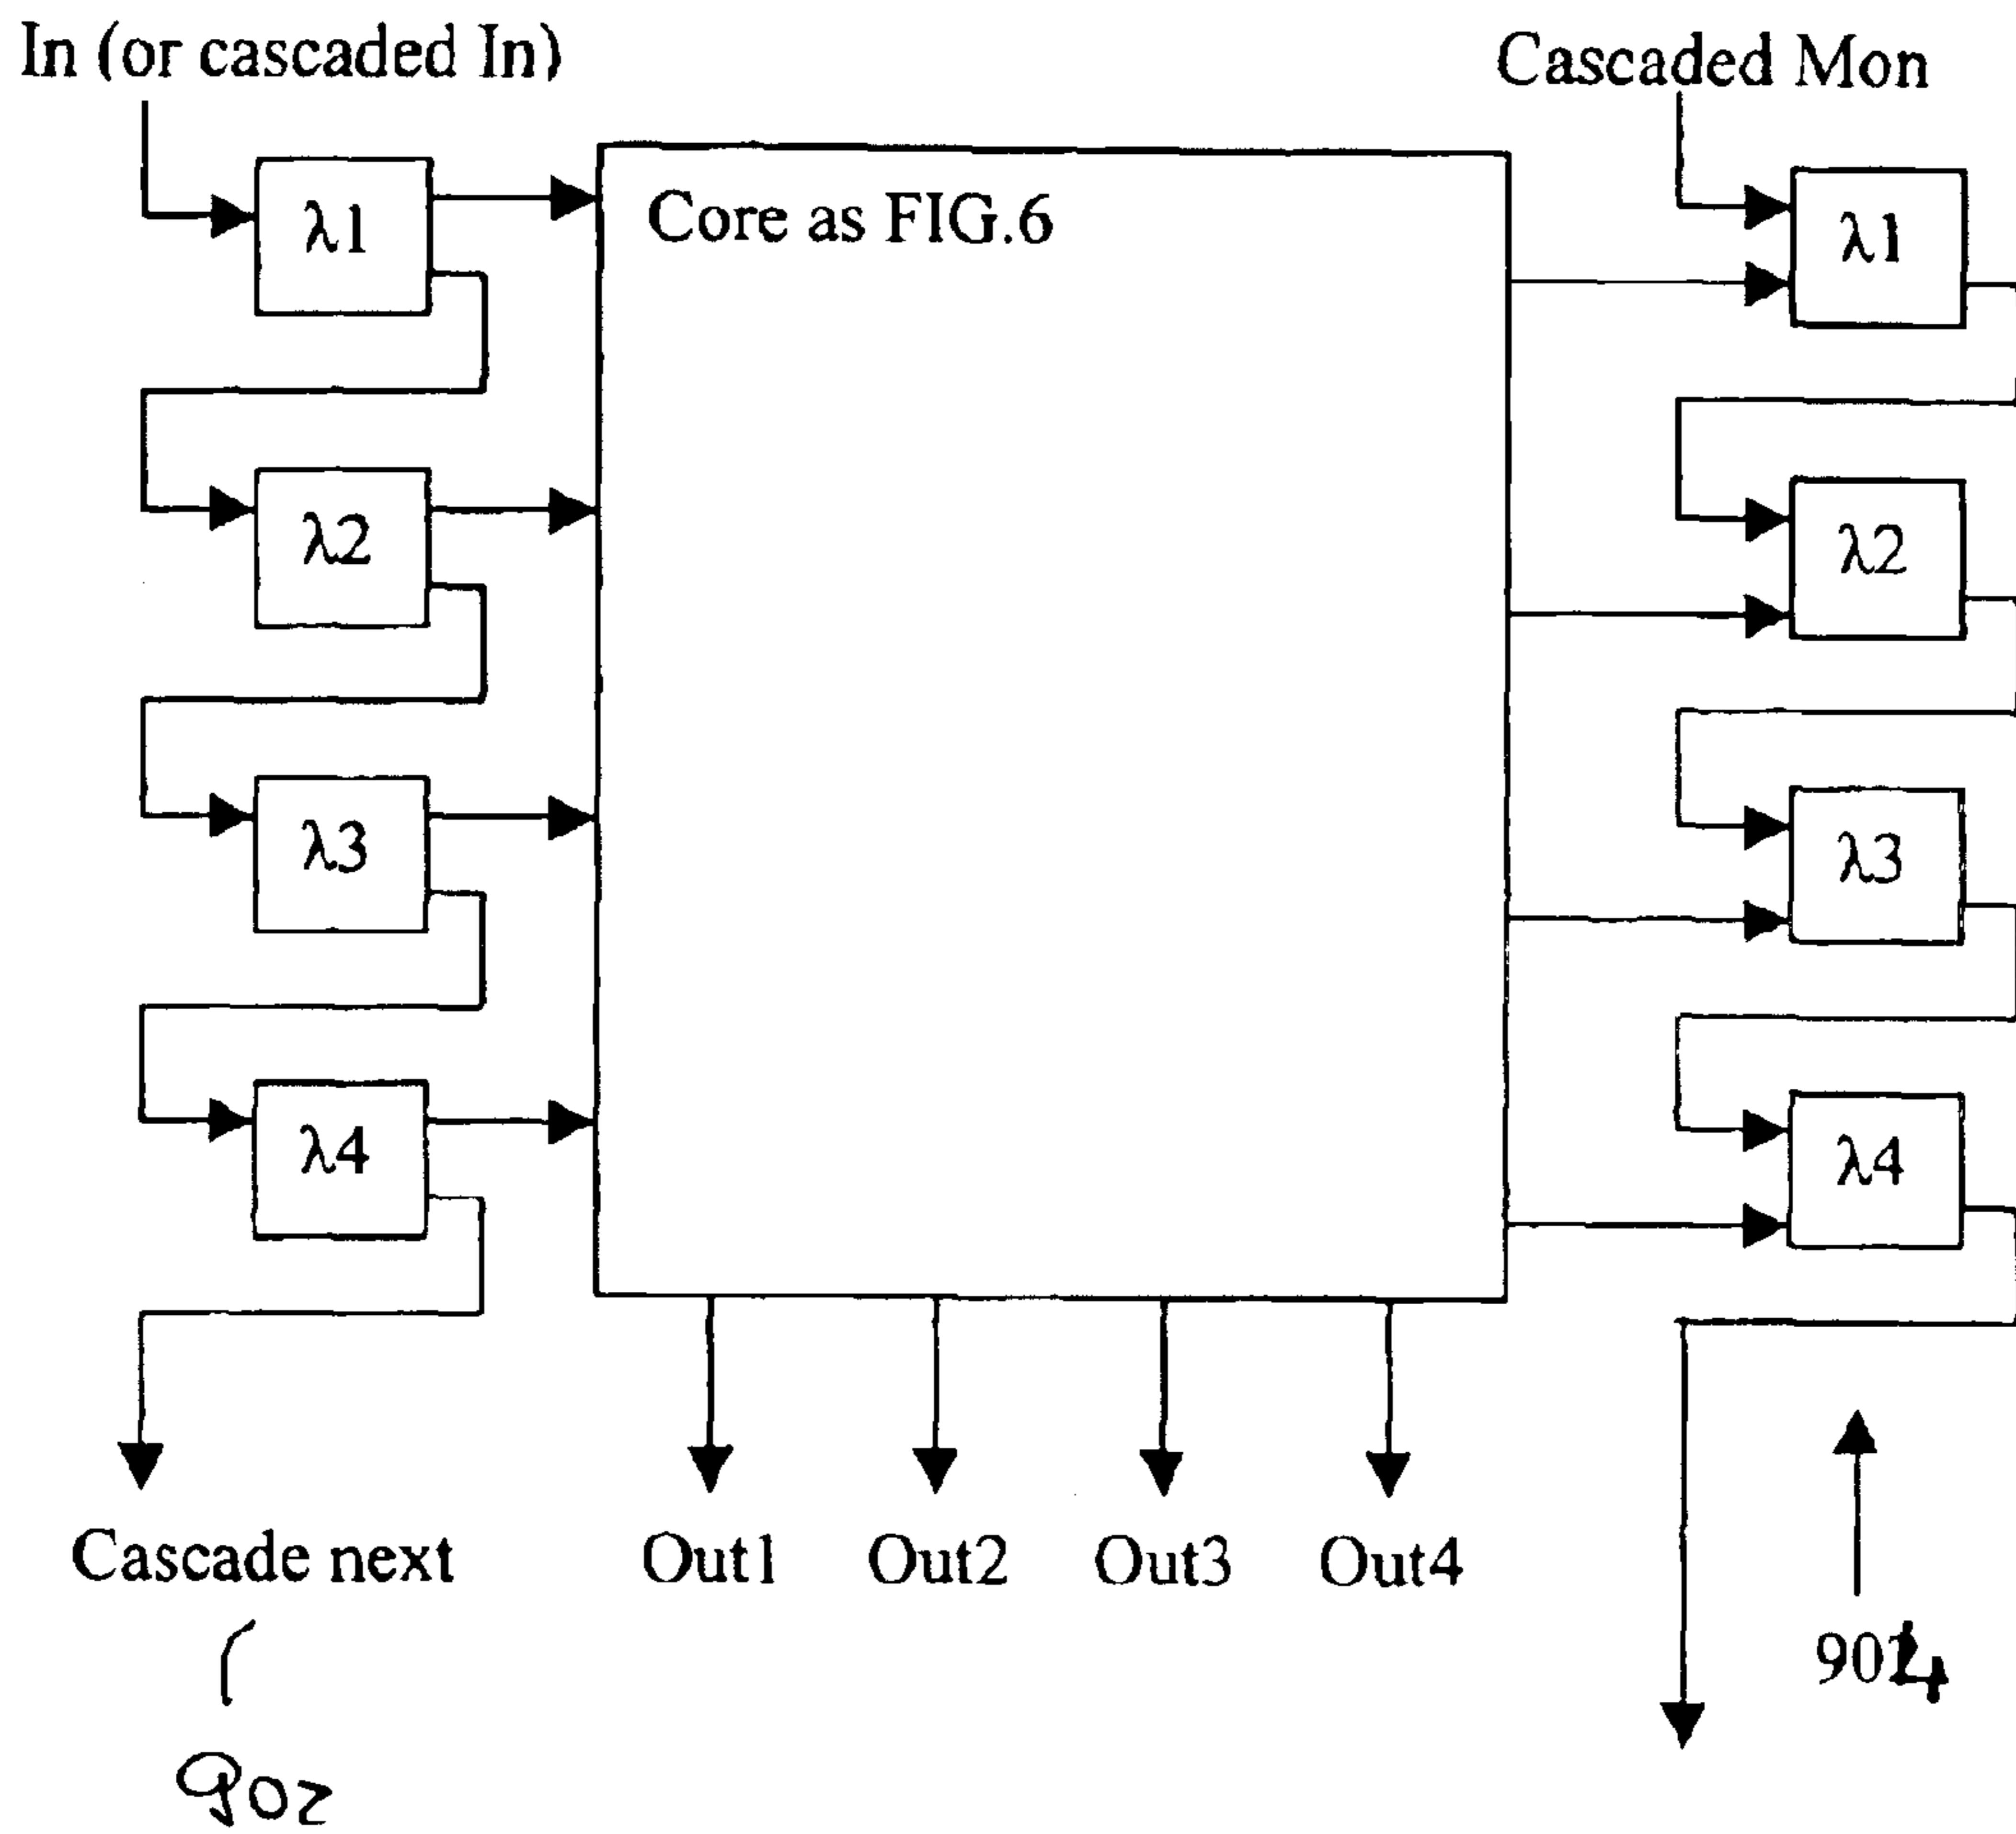 In (or cascaded In)
Cascaded Mon
λ1
Core as FIG.6
λ1
λ2
λ2
λ3
λ3
λ4
λ4
Cascade next
Out1
Out2
Out3
Out4
904
902